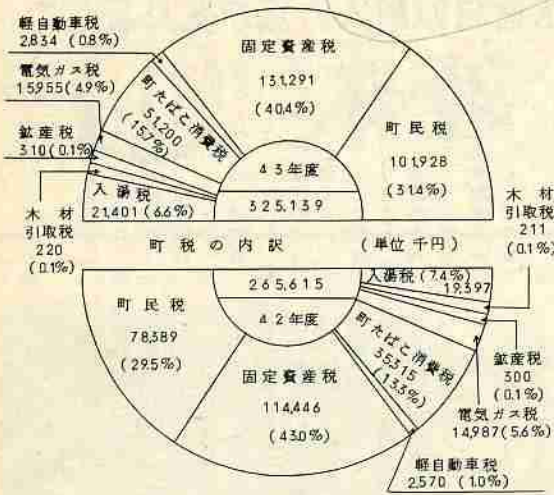 軽自動車税
2,834 (0.8%)
電気ガス税
15,955 (4.9%)
鉱産税
310 (0.1%)
木材
引取税
220
(0.1%)
入湯税
21,401 (6.6%)
町たばこ消費税
51,200
(15.7%)
固定資産税
131,291
(40.4%)
町民税
101,928
(31.4%)
43年度
325,139
町税の内訳 (単位千円)
265,615
42年度
町民税
78,389
(29.5%)
固定資産税
114,446
(43.0%)
軽自動車税
2,570 (1.0%)
町たばこ消費税
35,315
(13.3%)
電気ガス税
14,987 (5.6%)
鉱産税
300
(0.1%)
木材
引取税
211
(0.1%)
入湯税 (7.4%)
19,397